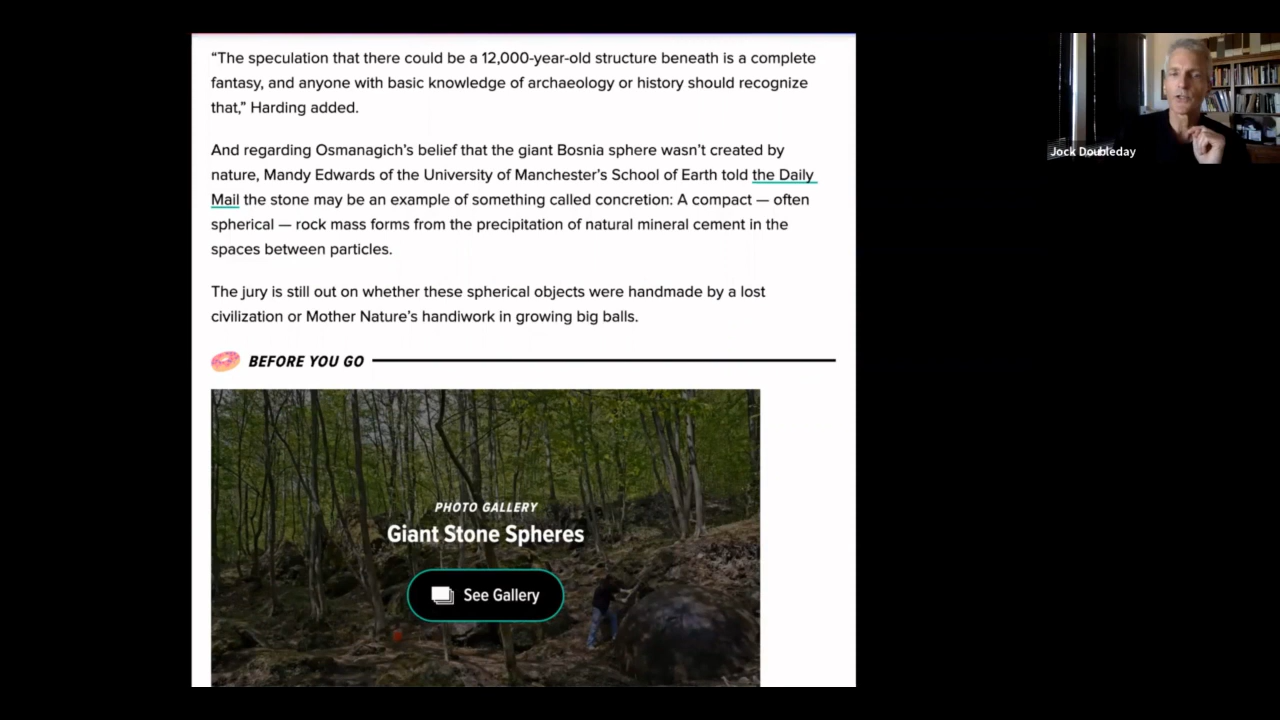 “The speculation that there could be a 12,000-year-old structure beneath is a complete
fantasy, and anyone with basic knowledge of archaeology or history should recognize
that,” Harding added.
And regarding Osmanagich’s belief that the giant Bosnia sphere wasn’t created by
nature, Mandy Edwards of the University of Manchester’s School of Earth told the Daily
Mail the stone may be an example of something called concretion: A compact — often
spherical — rock mass forms from the precipitation of natural mineral cement in the
spaces between particles.
The jury is still out on whether these spherical objects were handmade by a lost
civilization or Mother Nature’s handiwork in growing big balls.
BEFORE YOU GO
PHOTO GALLERY
Giant Stone Spheres
See Gallery
Jock Doubleday